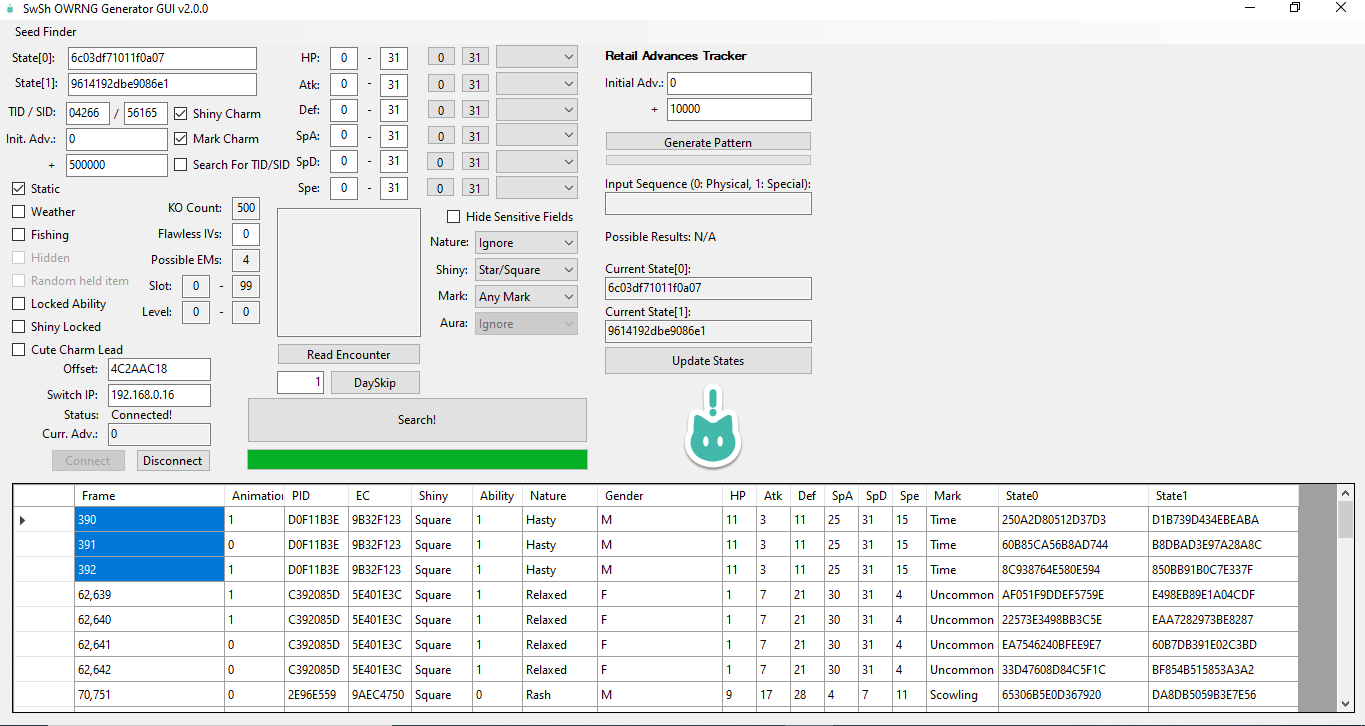 SwSh OWRNG Generator GUI v2.0.0
Seed Finder
State[0]: 6c03df71011f0a07
State[1]: 9614192dbe9086e1
TID / SID: 04266 / 56165 Shiny Charm
Init. Adv.: 0 Mark Charm
+ 500000 Search For TID/SID
Static
Weather
Fishing
Hidden
Random held item
Locked Ability
Shiny Locked
Cute Charm Lead
KO Count: 500
Flawless IVs: 0
Possible EMs: 4
Slot: 0 - 99
Level: 0 - 0
Offset: 4C2AAC18
Switch IP: 192.168.0.16
Status: Connected!
Curr. Adv.: 0
Connect Disconnect
HP: 0 - 31 0 31
Atk: 0 - 31 0 31
Def: 0 - 31 0 31
SpA: 0 - 31 0 31
SpD: 0 - 31 0 31
Spe: 0 - 31 0 31
Hide Sensitive Fields
Nature: Ignore
Shiny: Star/Square
Mark: Any Mark
Aura: Ignore
Read Encounter
1 DaySkip
Search!
Retail Advances Tracker
Initial Adv.: 0
+ 10000
Generate Pattern
Input Sequence (0: Physical, 1: Special):
Possible Results: N/A
Current State[0]:
6c03df71011f0a07
Current State[1]:
9614192dbe9086e1
Update States
Frame Animation PID EC Shiny Ability Nature Gender HP Atk Def SpA SpD Spe Mark State0 State1
390 1 D0F11B3E 9B32F123 Square 1 Hasty M 11 3 11 25 31 15 Time 250A2D80512D37D3 D1B739D434EBEABA
391 0 D0F11B3E 9B32F123 Square 1 Hasty M 11 3 11 25 31 15 Time 60B85CA56B8AD744 B8DBAD3E97A28A8C
392 1 D0F11B3E 9B32F123 Square 1 Hasty M 11 3 11 25 31 15 Time 8C938764E580E594 850BB91B0C7E337F
62,639 1 C392085D 5E401E3C Square 1 Relaxed F 1 7 21 30 31 4 Uncommon AF051F9DDEF5759E E498EB89E1A04CDF
62,640 1 C392085D 5E401E3C Square 1 Relaxed F 1 7 21 30 31 4 Uncommon 22573E3498BB3C5E EAA7282973BE8287
62,641 0 C392085D 5E401E3C Square 1 Relaxed F 1 7 21 30 31 4 Uncommon EA7546240BFEE9E7 60B7DB391E02C3BD
62,642 0 C392085D 5E401E3C Square 1 Relaxed F 1 7 21 30 31 4 Uncommon 33D47608D84C5F1C BF854B515853A3A2
70,751 0 2E96E559 9AEC4750 Square 0 Rash M 9 17 28 4 7 11 Scowling 65306B5E0D367920 DA8DB5059B3E7E56